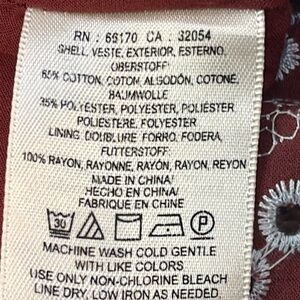 RN : 66170 CA : 32054
SHELL, VESTE, EXTERIOR, ESTERNO,
OBERSTOFF
65% COTTON, COTON, ALGODÓN, COTONE,
BAUMWOLLE
35% POLYESTER, POLYESTER, POLIÉSTER
POLIESTERE, POLYESTER
LINING, DOUBLURE, FORRO, FODERA,
FUTTERSTOFF
100% RAYON, RAYONNE, RAYÓN, RAYON, REYON
MADE IN CHINA/
HECHO EN CHINA/
FABRIQUE EN CHINE
30 P
MACHINE WASH COLD GENTLE
WITH LIKE COLORS
USE ONLY NON-CHLORINE BLEACH
LINE DRY, LOW IRON AS NEEDED,